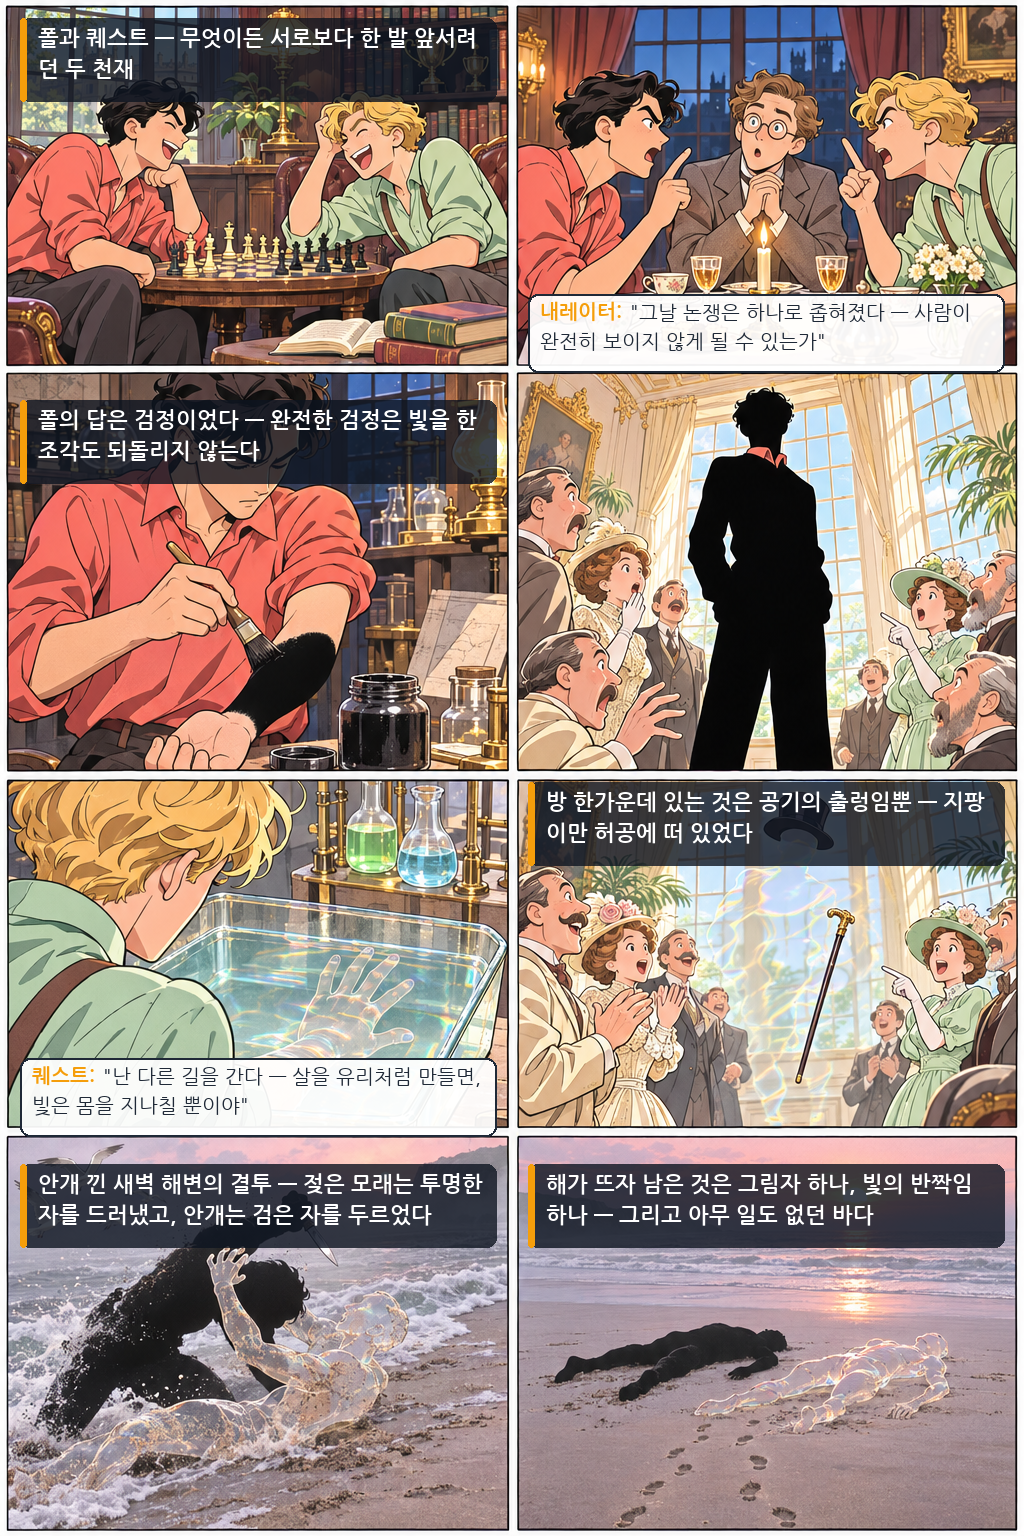 폴과 퀘스트 — 무엇이든 서로보다 한 발 앞서려
던 두 천재
내레이터: "그날 논쟁은 하나로 좁혀졌다 — 사람이
완전히 보이지 않게 될 수 있는가"
폴의 답은 검정이었다 — 완전한 검정은 빛을 한
조각도 되돌리지 않는다
퀘스트: "난 다른 길을 간다 — 살을 유리처럼 만들면,
빛은 몸을 지나칠 뿐이야"
방 한가운데 있는 것은 공기의 출렁임뿐 — 지팡
이만 허공에 떠 있었다
안개 낀 새벽 해변의 결투 — 젖은 모래는 투명한
자를 드러냈고, 안개는 검은 자를 두르었다
해가 뜨자 남은 것은 그림자 하나, 빛의 반짝임
하나 — 그리고 아무 일도 없던 바다